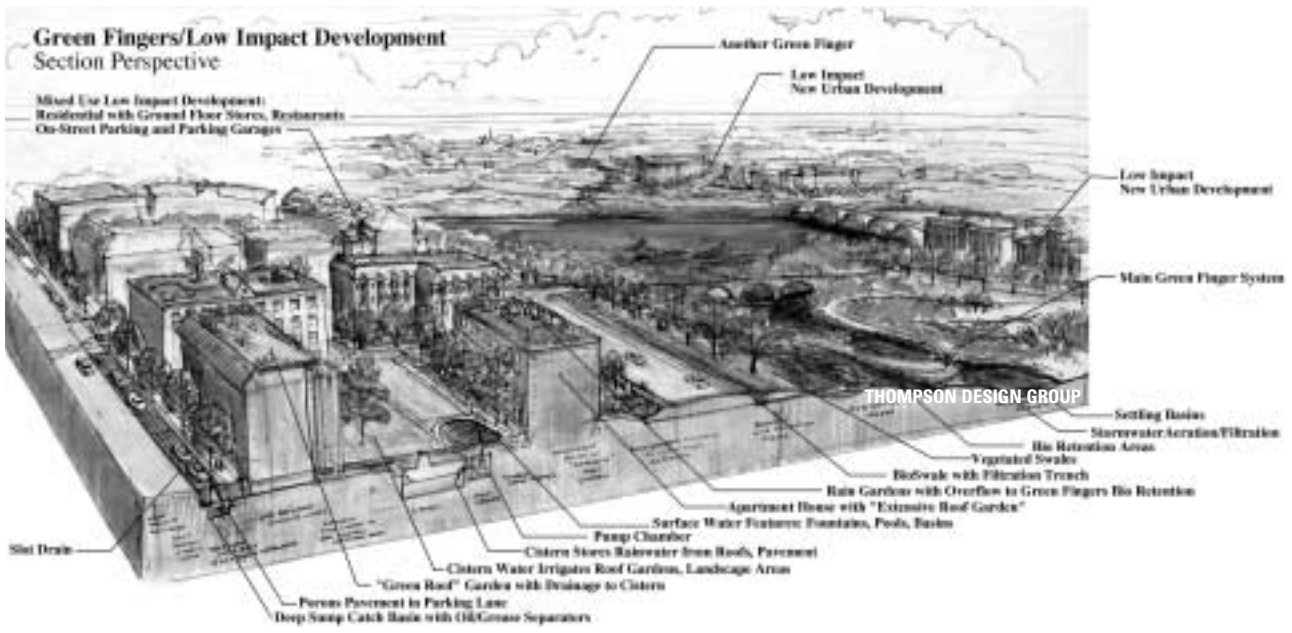 Green Fingers/Low Impact Development
Section Perspective
Another Green Finger
Low Impact
New Urban Development
Mixed Use Low Impact Development:
Residential with Ground Floor Stores, Restaurants
On-Street Parking and Parking Garages
Low Impact
New Urban Development
Main Green Finger System
THOMPSON DESIGN GROUP
Settling Basins
StormwaterAeration/Filtration
Bio Retention Areas
Vegetated Swales
BioSwale with Filtration Trench
Rain Gardens with Overflow to Green Fingers Bio Retention
Apartment House with "Extensive Roof Garden"
Surface Water Features: Fountains, Pools, Basins
Pump Chamber
Slot Drain
Cistern Stores Rainwater from Roofs, Pavement
Cistern Water Irrigates Roof Gardens, Landscape Areas
"Green Roof" Garden with Drainage to Cistern
Porous Pavement in Parking Lane
Deep Sump Catch Basin with Oil/Grease Separators